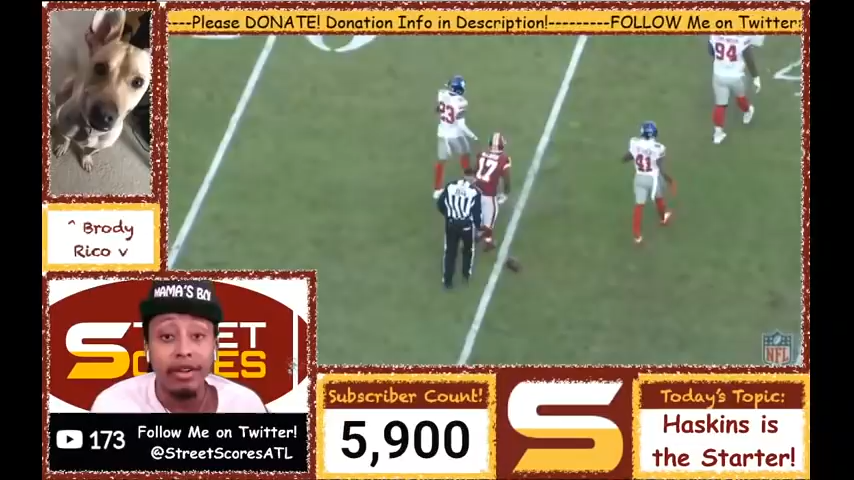 ----Please DONATE! Donation Info in Description!---------FOLLOW Me on Twitter:
94
23
17
41
^ Brody
Rico v
MAMA'S BOY
STREET
SCORES
NFL
173
Follow Me on Twitter!
@StreetScoresATL
Subscriber Count!
5,900
S
Today's Topic:
Haskins is
the Starter!